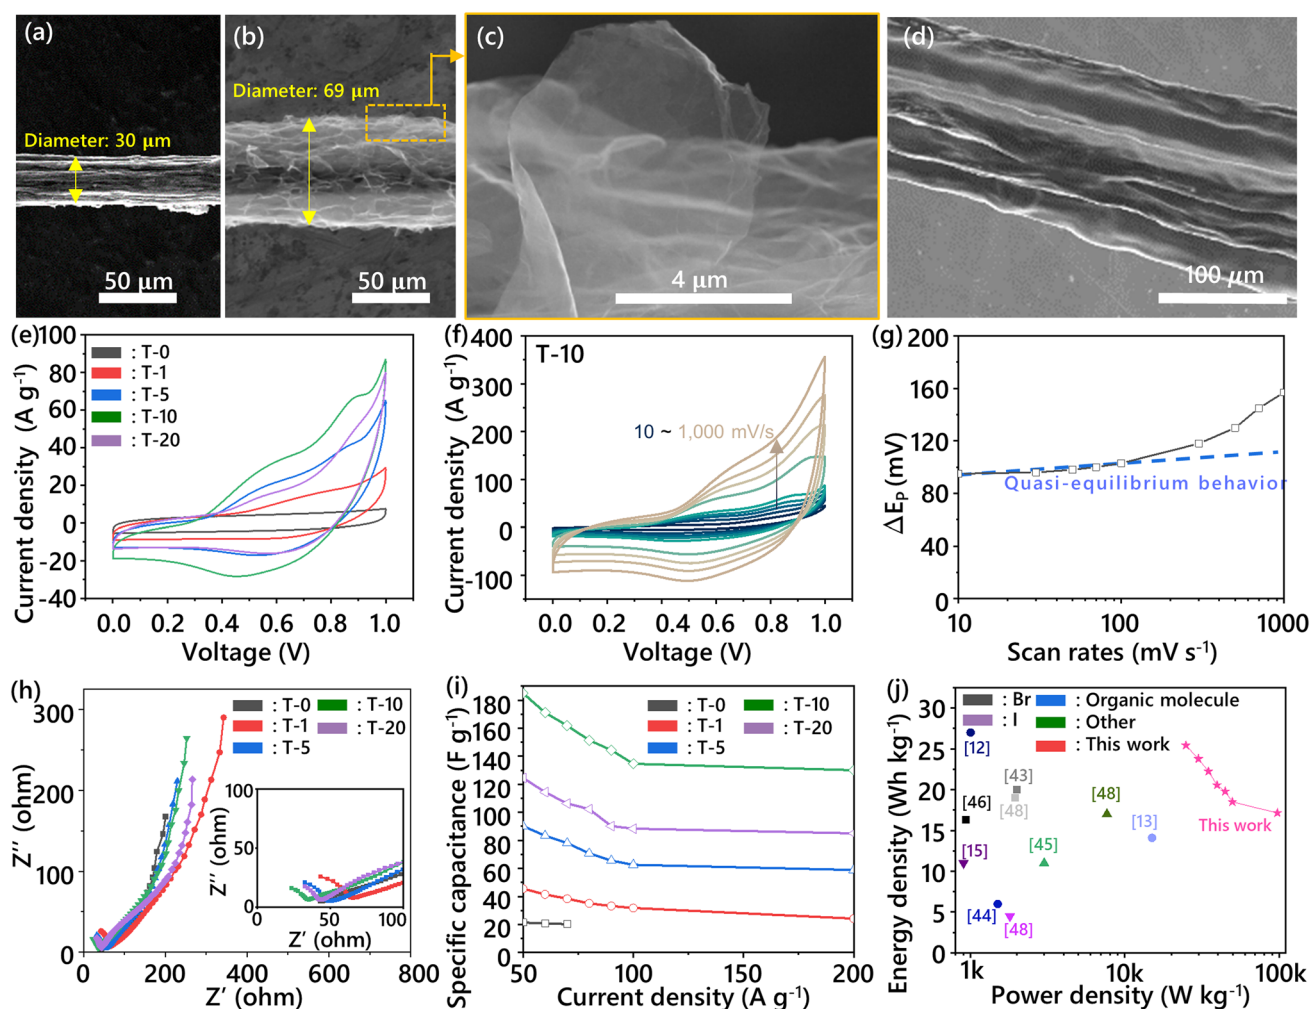 (a)
Diameter: 30 μm
50 μm
(b)
Diameter: 69 μm
50 μm
(c)
4 μm
(d)
100 μm
(e)
Current density (A g⁻¹)
100
80
60
40
20
0
-20
-40
: T-0
: T-1
: T-5
: T-10
: T-20
0.0 0.2 0.4 0.6 0.8 1.0
Voltage (V)
(f)
Current density (A g⁻¹)
400
300
200
100
0
-100
T-10
10 ~ 1,000 mV/s
0.0 0.2 0.4 0.6 0.8 1.0
Voltage (V)
(g)
ΔEₚ (mV)
200
160
120
80
40
0
Quasi-equilibrium behavior
10 100 1000
Scan rates (mV s⁻¹)
(h)
Z′′ (ohm)
300
200
100
0
: T-0
: T-1
: T-5
: T-10
: T-20
Z′′ (ohm)
100
50
0
0 50 100
Z′ (ohm)
0 200 400 600 800
Z′ (ohm)
(i)
Specific capacitance (F g⁻¹)
180
160
140
120
100
80
60
40
20
0
: T-0
: T-1
: T-5
: T-10
: T-20
50 100 150 200
Current density (A g⁻¹)
(j)
Energy density (Wh kg⁻¹)
30
25
20
15
10
5
0
: Br
: I
: Organic molecule
: Other
: This work
[12]
[43]
[48]
[46]
[48]
[13]
[15]
[45]
[44]
[48]
This work
1k 10k 100k
Power density (W kg⁻¹)